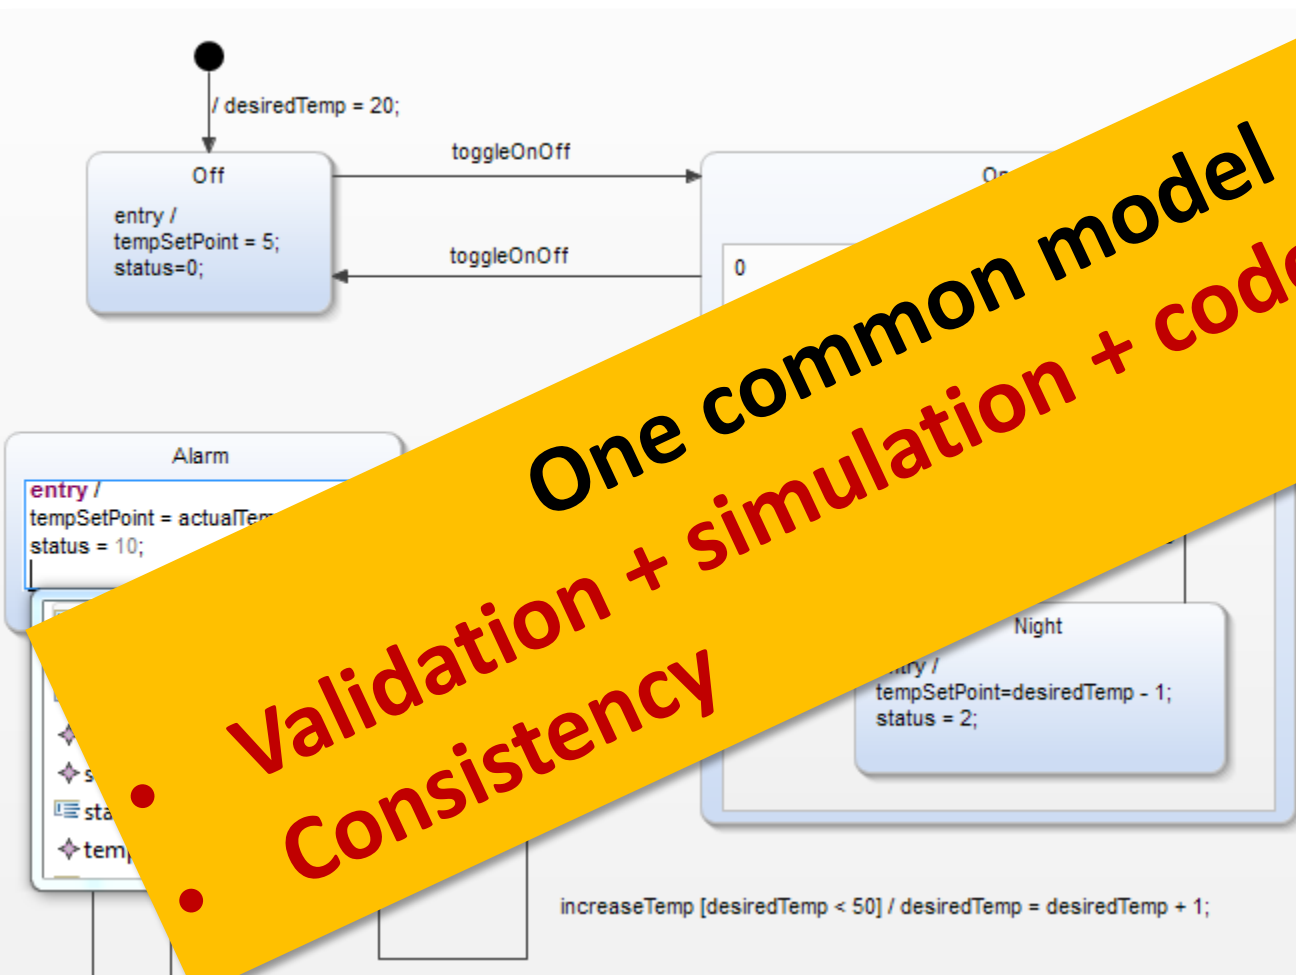 / desiredTemp = 20;
toggleOnOff
Off
entry /
tempSetPoint = 5;
status=0;
toggleOnOff
0
One common model
• Validation + simulation + code
• Consistency
Alarm
entry /
tempSetPoint =
status = 10;
Night
/
tempSetPoint=desiredTemp - 1;
status = 2;
increaseTemp [desiredTemp < 50] / desiredTemp = desiredTemp + 1;